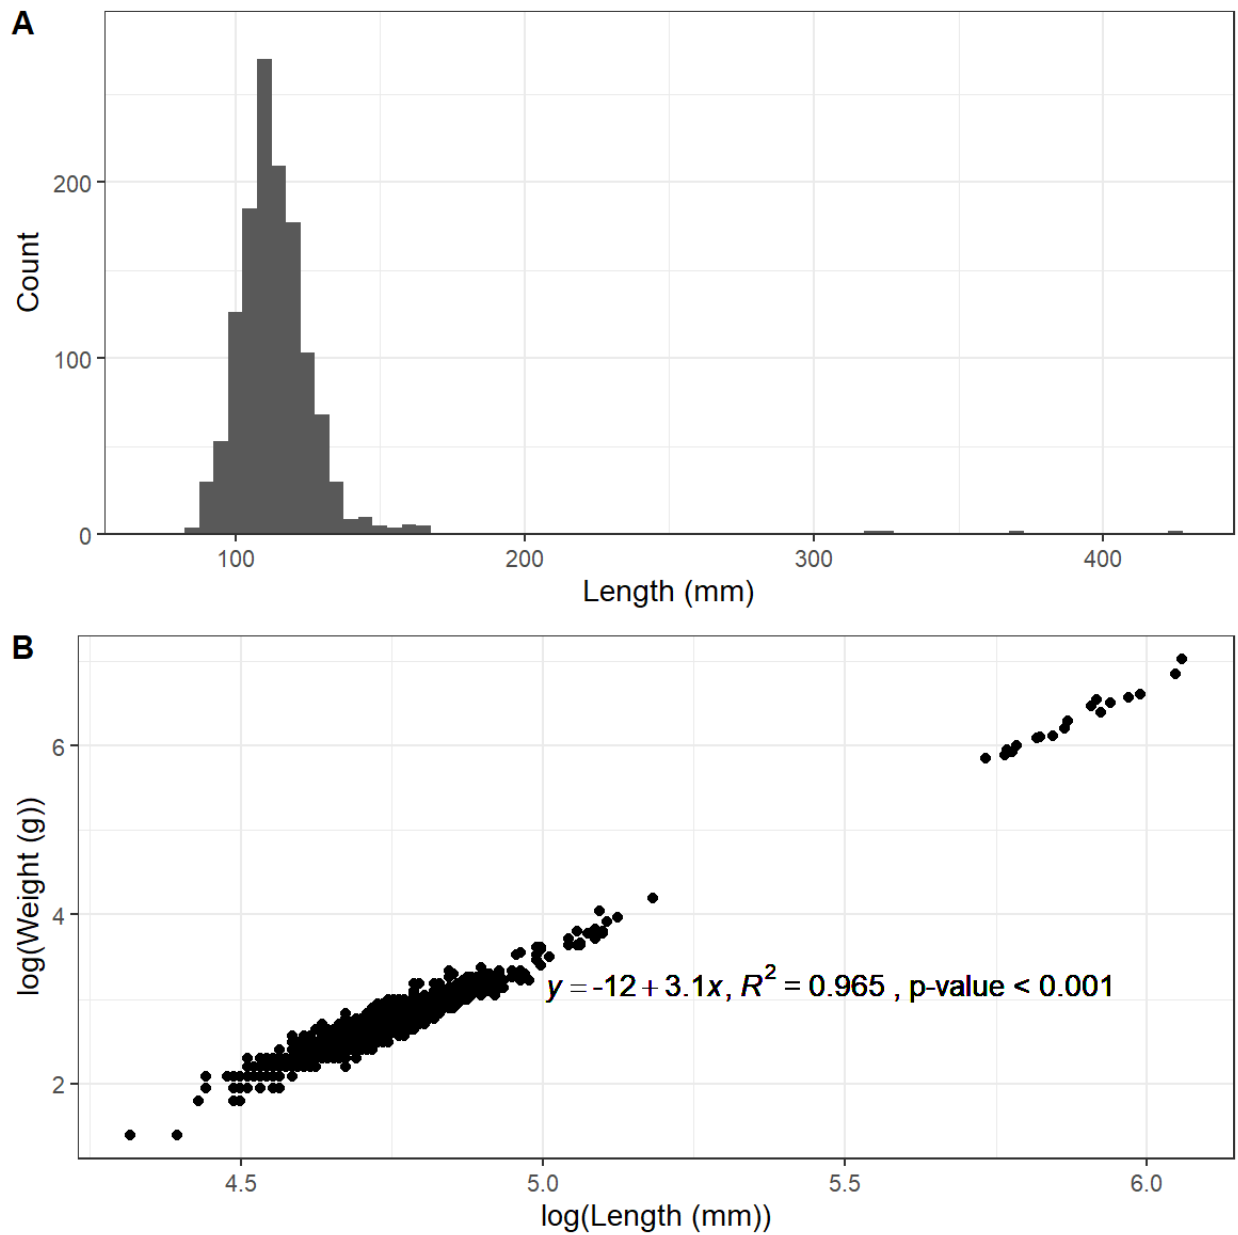 A
200
100
0
Count
100 200 300 400
Length (mm)
B
6
4
2
log(Weight (g))
y = -12 + 3.1x, R² = 0.965 , p-value < 0.001
4.5 5.0 5.5 6.0
log(Length (mm))